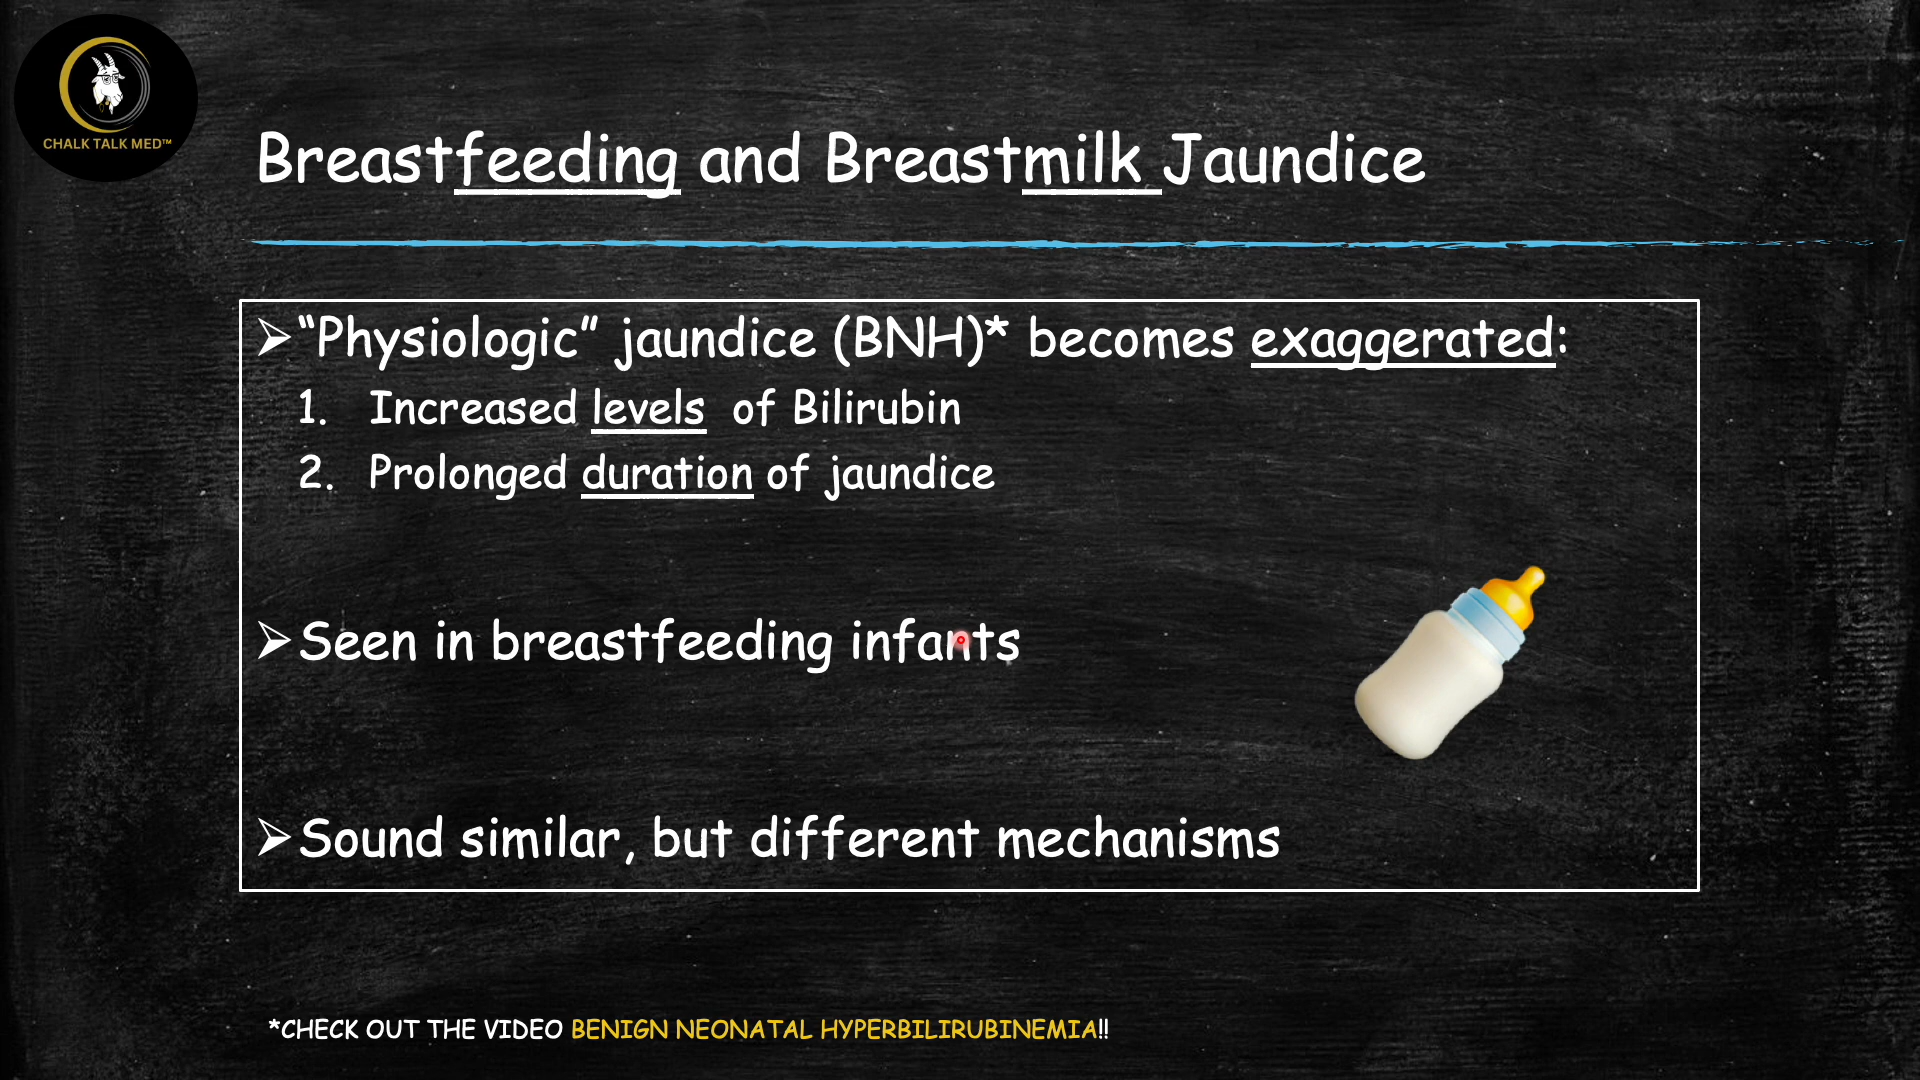 CHALK TALK MED™
Breastfeeding and Breastmilk Jaundice
➢“Physiologic” jaundice (BNH)* becomes exaggerated:
1. Increased levels of Bilirubin
2. Prolonged duration of jaundice
➢Seen in breastfeeding infants
➢Sound similar, but different mechanisms
*CHECK OUT THE VIDEO BENIGN NEONATAL HYPERBILIRUBINEMIA!!